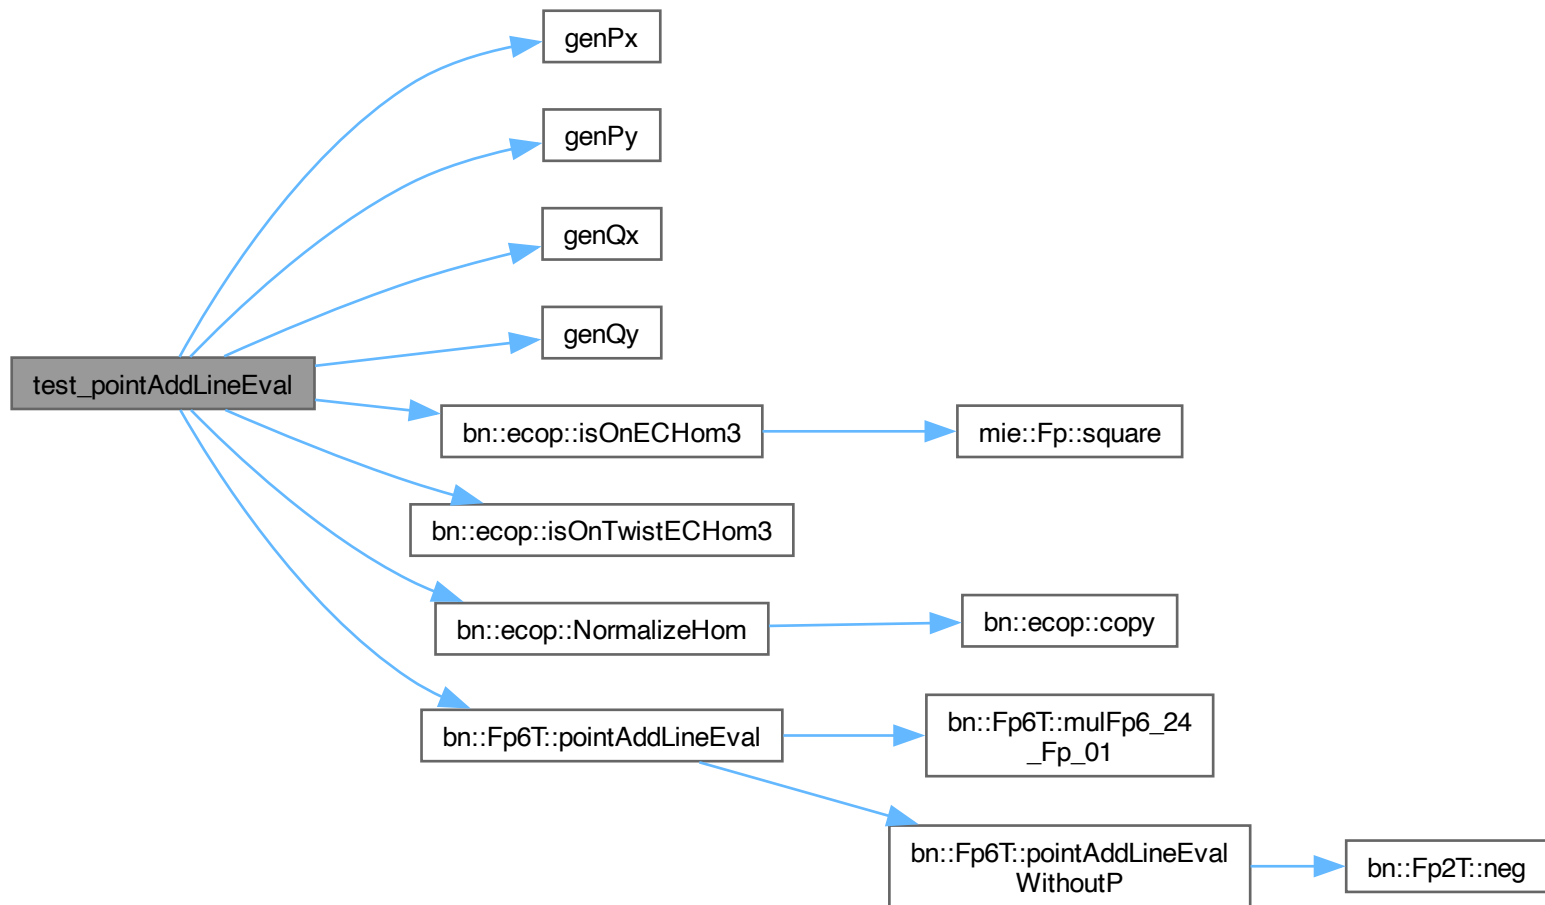 genPx
genPy
genQx
genQy
test_pointAddLineEval
bn::ecop::isOnECHom3
mie::Fp::square
bn::ecop::isOnTwistECHom3
bn::ecop::NormalizeHom
bn::ecop::copy
bn::Fp6T::pointAddLineEval
bn::Fp6T::mulFp6_24
_Fp_01
bn::Fp6T::pointAddLineEval
WithoutP
bn::Fp2T::neg